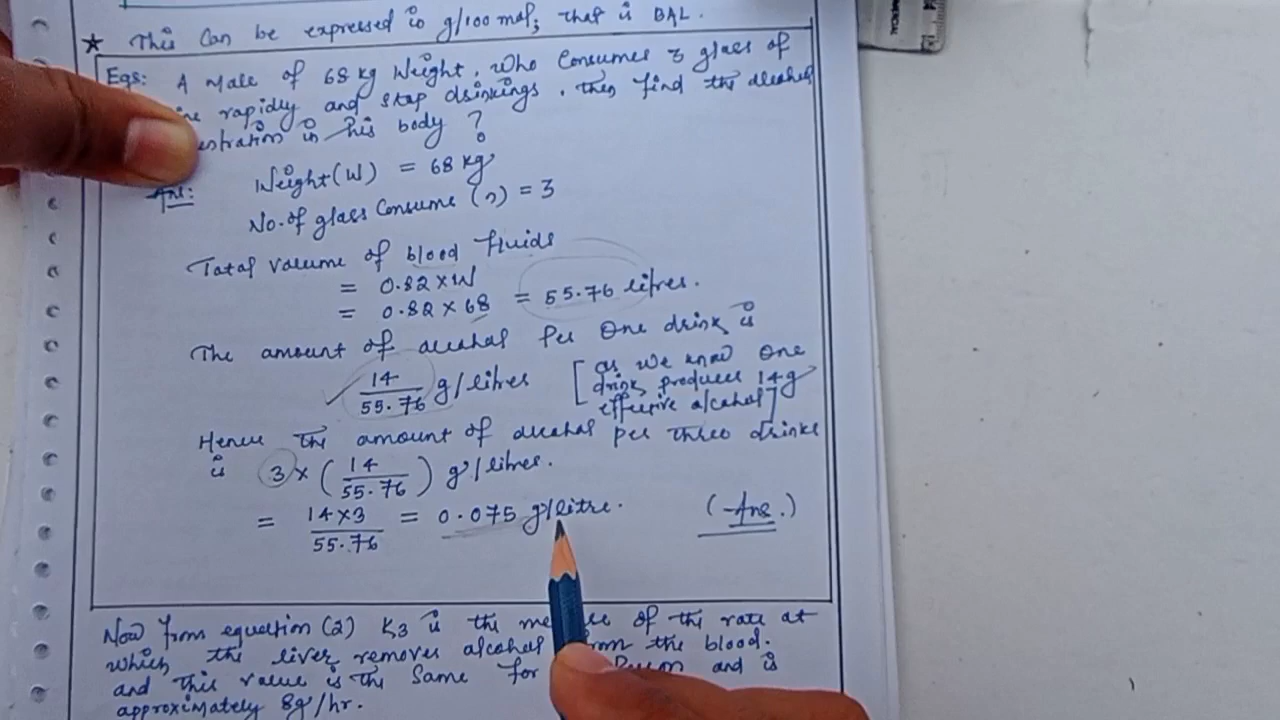 ★ This Can be expressed in g/100 ml; that is BAL.
Eqs: A Male of 68 kg Weight, who Consumes 3 glass of
rapidly and stop drinkings, then find the alcohol
in his body ?
Ans: Weight (W) = 68 kg
No. of glass Consume (n) = 3
Total volume of blood fluids
= 0.82 × W
= 0.82 × 68 = 55.76 litres.
The amount of alcohol Per One drink is
14/55.76 g/litres [as we know One
drink produces 14g
effective alcohol]
Hence the amount of alcohol per three drinks
is 3 × (14/55.76) g/litres.
= 14×3/55.76 = 0.075 g/litre. (Ans.)
Now from equation (2) K3 is the of the rate at
which the liver removes alcohol from the blood.
and this value is the Same for Person and is
approximately 8g/hr.